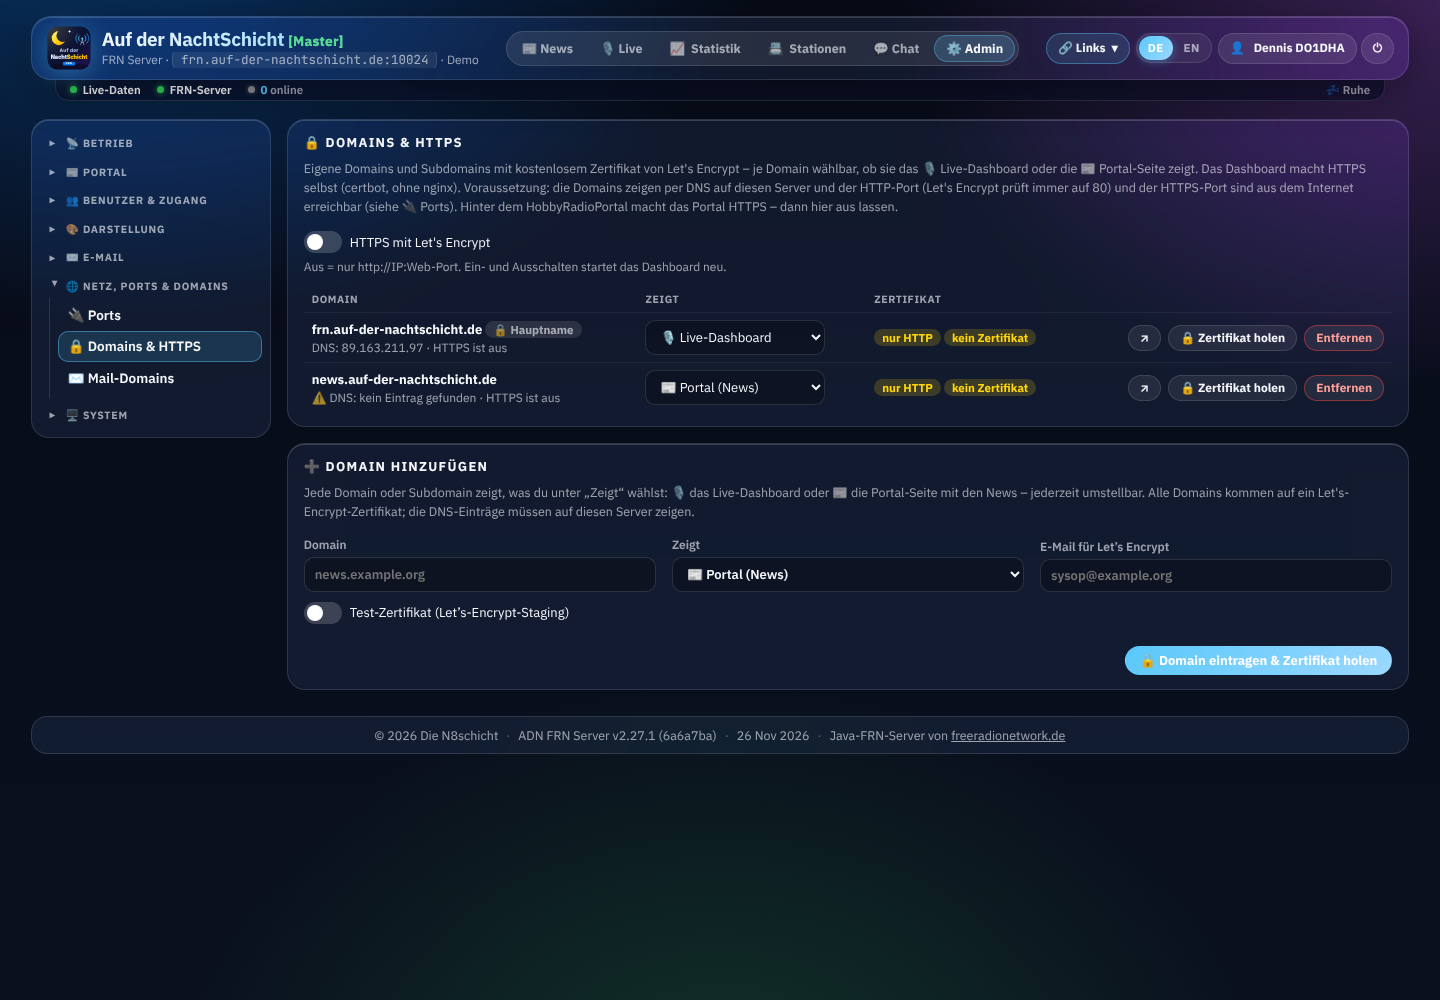 Auf der NachtSchicht [Master]
FRN Server · frn.auf-der-nachtschicht.de:10024 · Demo
News
Live
Statistik
Stationen
Chat
Admin
Links ▾
DE
EN
Dennis DO1DHA
Live-Daten
FRN-Server
0 online
Ruhe
BETRIEB
PORTAL
BENUTZER & ZUGANG
DARSTELLUNG
E-MAIL
NETZ, PORTS & DOMAINS
Ports
Domains & HTTPS
Mail-Domains
SYSTEM
DOMAINS & HTTPS
Eigene Domains und Subdomains mit kostenlosem Zertifikat von Let's Encrypt – je Domain wählbar, ob sie das 🎙️ Live-Dashboard oder die 📰 Portal-Seite zeigt. Das Dashboard macht HTTPS
selbst (certbot, ohne nginx). Voraussetzung: die Domains zeigen per DNS auf diesen Server und der HTTP-Port (Let's Encrypt prüft immer auf 80) und der HTTPS-Port sind aus dem Internet
erreichbar (siehe 🔌 Ports). Hinter dem HobbyRadioPortal macht das Portal HTTPS – dann hier aus lassen.
HTTPS mit Let's Encrypt
Aus = nur http://IP:Web-Port. Ein- und Ausschalten startet das Dashboard neu.
DOMAIN
ZEIGT
ZERTIFIKAT
frn.auf-der-nachtschicht.de 🔒 Hauptname
DNS: 89.163.211.97 · HTTPS ist aus
Live-Dashboard
nur HTTP
kein Zertifikat
Zertifikat holen
Entfernen
news.auf-der-nachtschicht.de
⚠️ DNS: kein Eintrag gefunden · HTTPS ist aus
Portal (News)
nur HTTP
kein Zertifikat
Zertifikat holen
Entfernen
DOMAIN HINZUFÜGEN
Jede Domain oder Subdomain zeigt, was du unter „Zeigt“ wählst: 🎙️ das Live-Dashboard oder 📰 die Portal-Seite mit den News – jederzeit umstellbar. Alle Domains kommen auf ein Let's-
Encrypt-Zertifikat; die DNS-Einträge müssen auf diesen Server zeigen.
Domain
Zeigt
E-Mail für Let’s Encrypt
news.example.org
Portal (News)
sysop@example.org
Test-Zertifikat (Let’s-Encrypt-Staging)
Domain eintragen & Zertifikat holen
© 2026 Die N8schicht · ADN FRN Server v2.27.1 (6a6a7ba) · 26 Nov 2026 · Java-FRN-Server von freeradionetwork.de